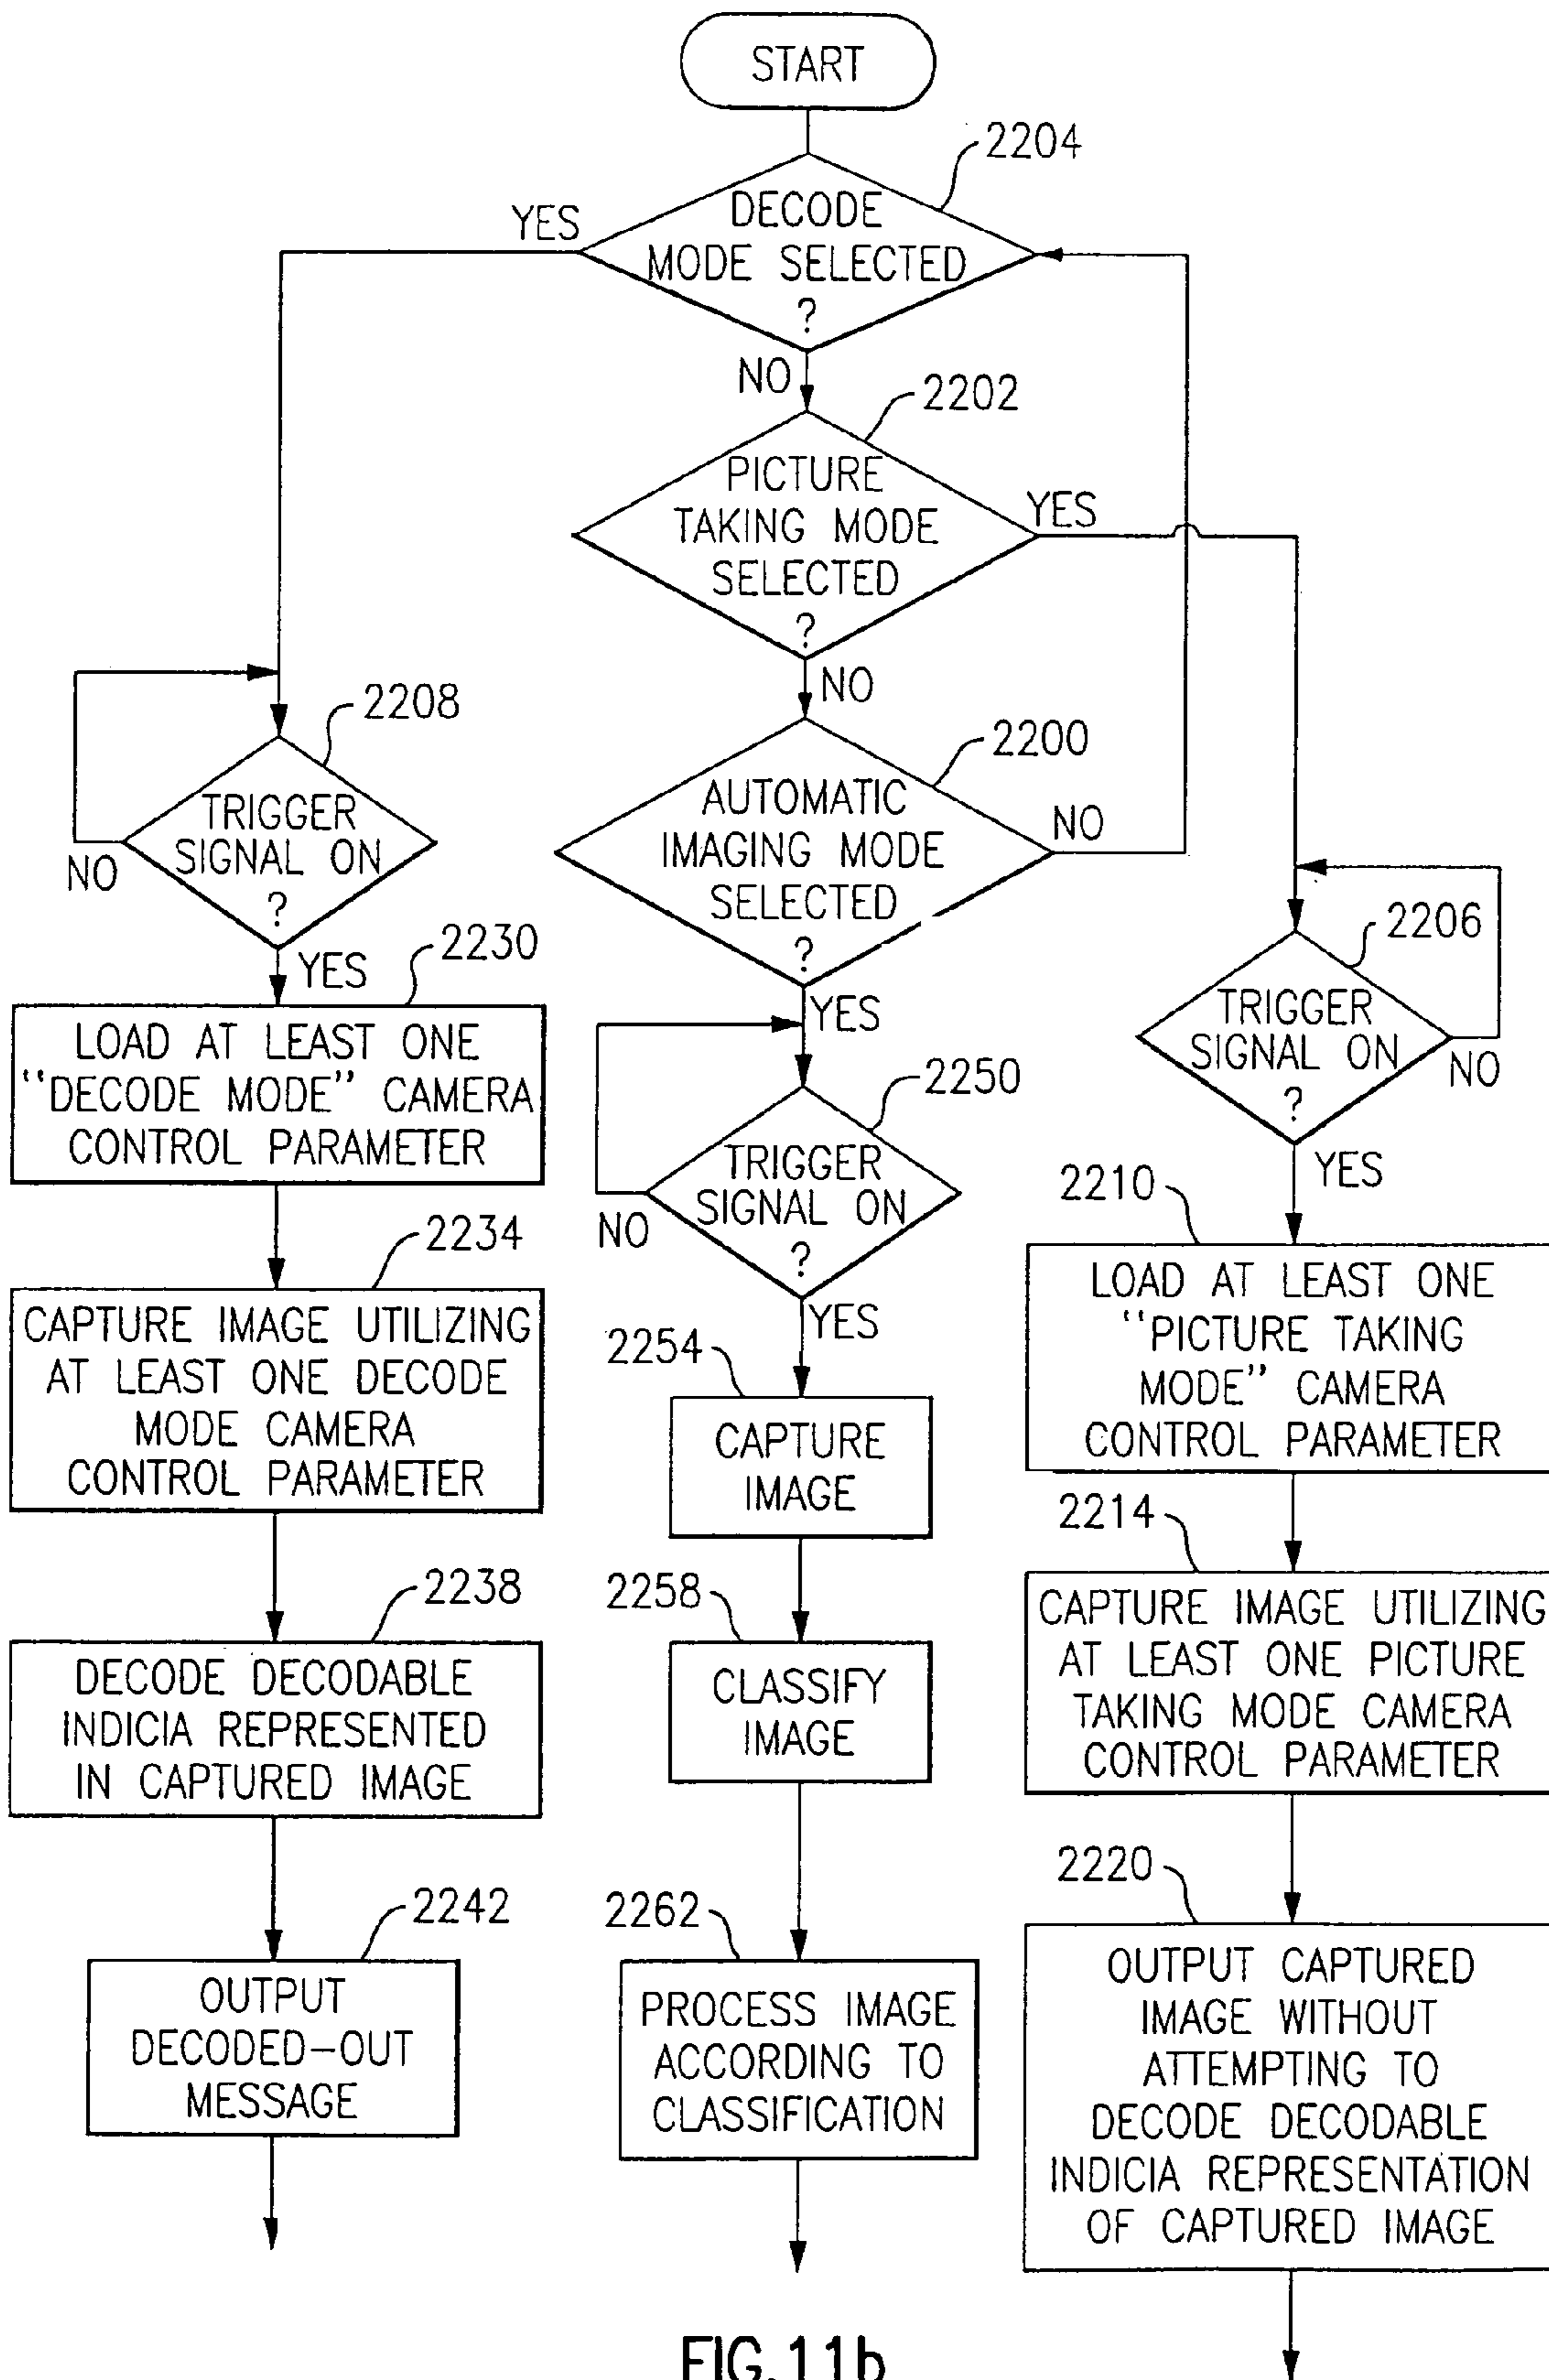 START
2204
DECODE
MODE SELECTED
?
YES
NO
2202
PICTURE
TAKING MODE
SELECTED
?
YES
NO
2200
AUTOMATIC
IMAGING MODE
SELECTED
?
NO
YES
2208
TRIGGER
SIGNAL ON
?
NO
YES
2230
LOAD AT LEAST ONE
"DECODE MODE" CAMERA
CONTROL PARAMETER
2234
CAPTURE IMAGE UTILIZING
AT LEAST ONE DECODE
MODE CAMERA
CONTROL PARAMETER
2238
DECODE DECODABLE
INDICIA REPRESENTED
IN CAPTURED IMAGE
2242
OUTPUT
DECODED-OUT
MESSAGE
2250
TRIGGER
SIGNAL ON
?
NO
YES
2254
CAPTURE
IMAGE
2258
CLASSIFY
IMAGE
2262
PROCESS IMAGE
ACCORDING TO
CLASSIFICATION
2206
TRIGGER
SIGNAL ON
?
NO
YES
2210
LOAD AT LEAST ONE
"PICTURE TAKING
MODE" CAMERA
CONTROL PARAMETER
2214
CAPTURE IMAGE UTILIZING
AT LEAST ONE PICTURE
TAKING MODE CAMERA
CONTROL PARAMETER
2220
OUTPUT CAPTURED
IMAGE WITHOUT
ATTEMPTING TO
DECODE DECODABLE
INDICIA REPRESENTATION
OF CAPTURED IMAGE
FIG.11b